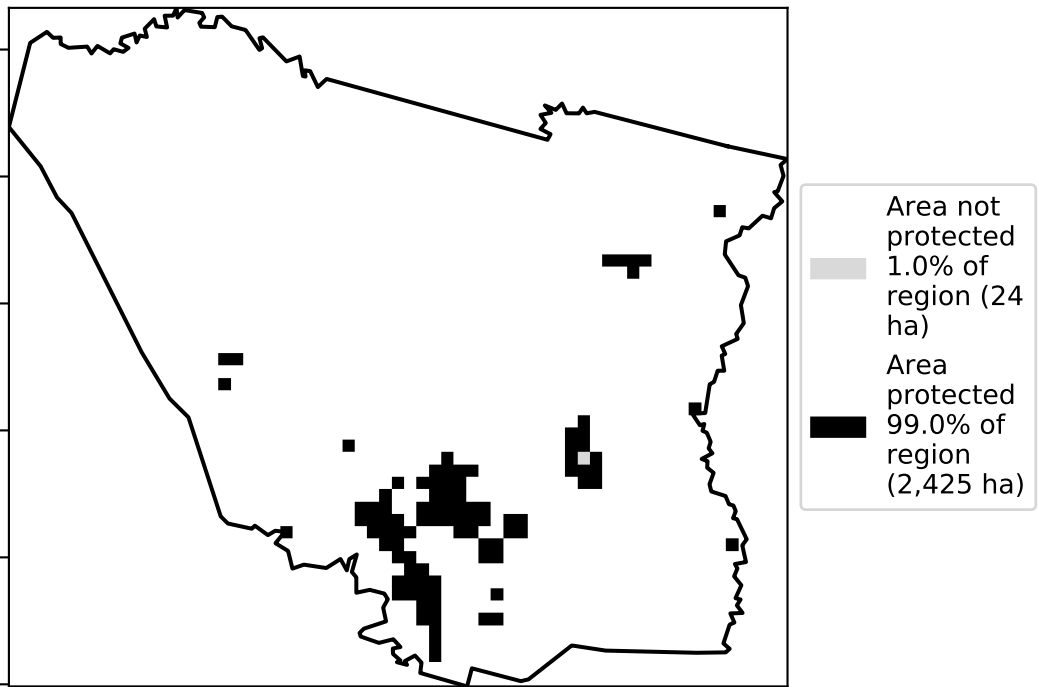 Area not
protected
1.0% of
region (24
ha)
Area
protected
99.0% of
region
(2,425 ha)